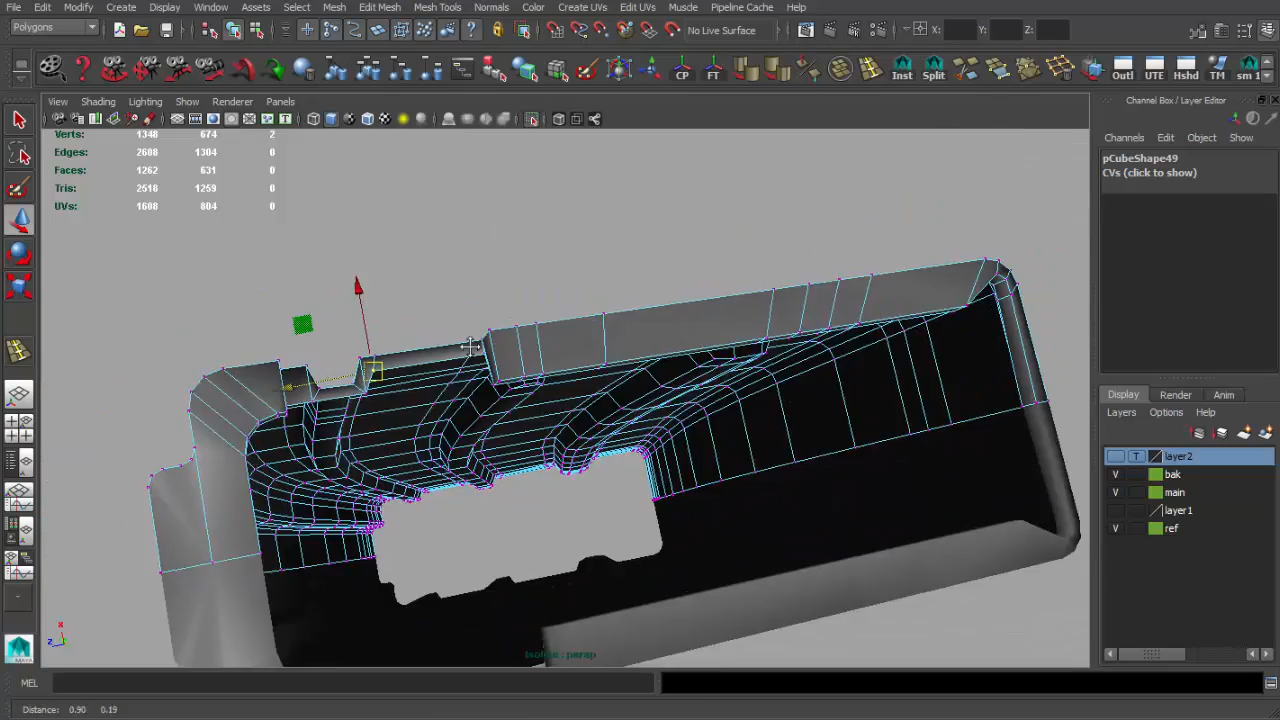 File Edit Modify Create Display Window Assets Select Mesh Edit Mesh Mesh Tools Normals Color Create UVs Edit UVs Muscle Pipeline Cache Help
Polygons No Live Surface X: Y: Z:
CP FT Inst Split Outl UTE Hshd TM sm 1
View Shading Lighting Show Renderer Panels
Channel Box / Layer Editor
Channels Edit Object Show
Verts: 1348 674 2
Edges: 2608 1304 0
Faces: 1262 631 0
Tris: 2518 1259 0
UVs: 1608 804 0
pCubeShape49
CVs (click to show)
Display Render Anim
Layers Options Help
T layer2
V bak
V main
layer1
V ref
x
z
persp
MEL
Distance: 0.90 0.19